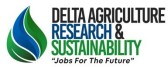 DELTA AGRICULTURE
RESEARCH &
SUSTAINABILITY
"Jobs For The Future"